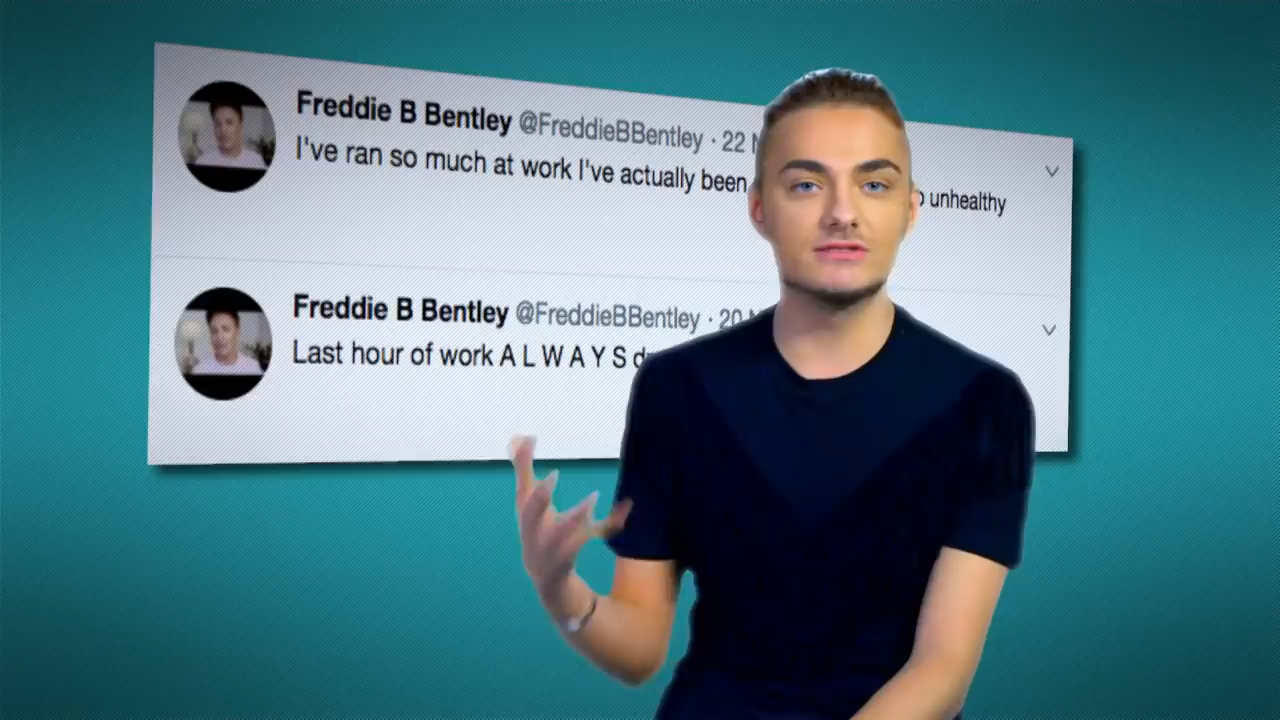 Freddie B Bentley @FreddieBBentley · 22
I've ran so much at work I've actually been unhealthy
Freddie B Bentley @FreddieBBentley · 20
Last hour of work A L W A Y S